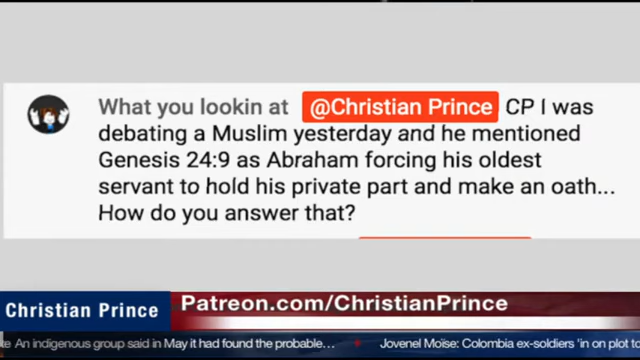 What you lookin at @Christian Prince CP I was
debating a Muslim yesterday and he mentioned
Genesis 24:9 as Abraham forcing his oldest
servant to hold his private part and make an oath...
How do you answer that?
Christian Prince
Patreon.com/ChristianPrince
An indigenous group said in May it had found the probable... Jovenel Moïse: Colombia ex-soldiers 'in on plot to